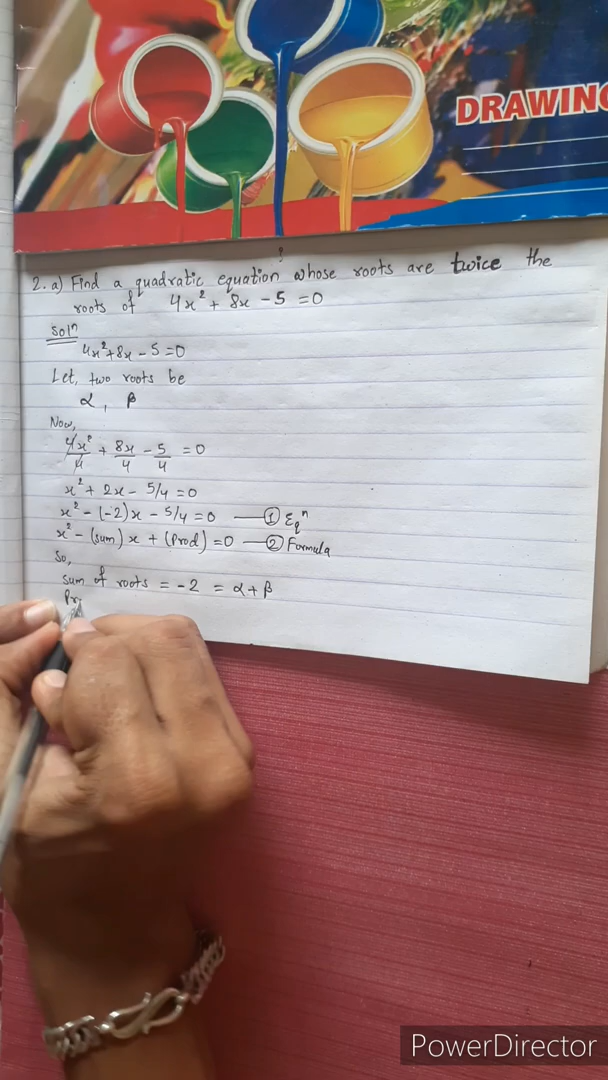 DRAWING
2. a) Find a quadratic equation whose roots are twice the
roots of 4x² + 8x - 5 = 0
Solⁿ
4x²+8x - 5 = 0
Let, two roots be
α, β
Now,
4x²/4 + 8x/4 - 5/4 = 0
x² + 2x - 5/4 = 0
x² - (-2)x - 5/4 = 0 —① Eqⁿ
x² - (sum) x + (Prod) = 0 —② Formula
So,
sum of roots = -2 = α + β
Pr
PowerDirector